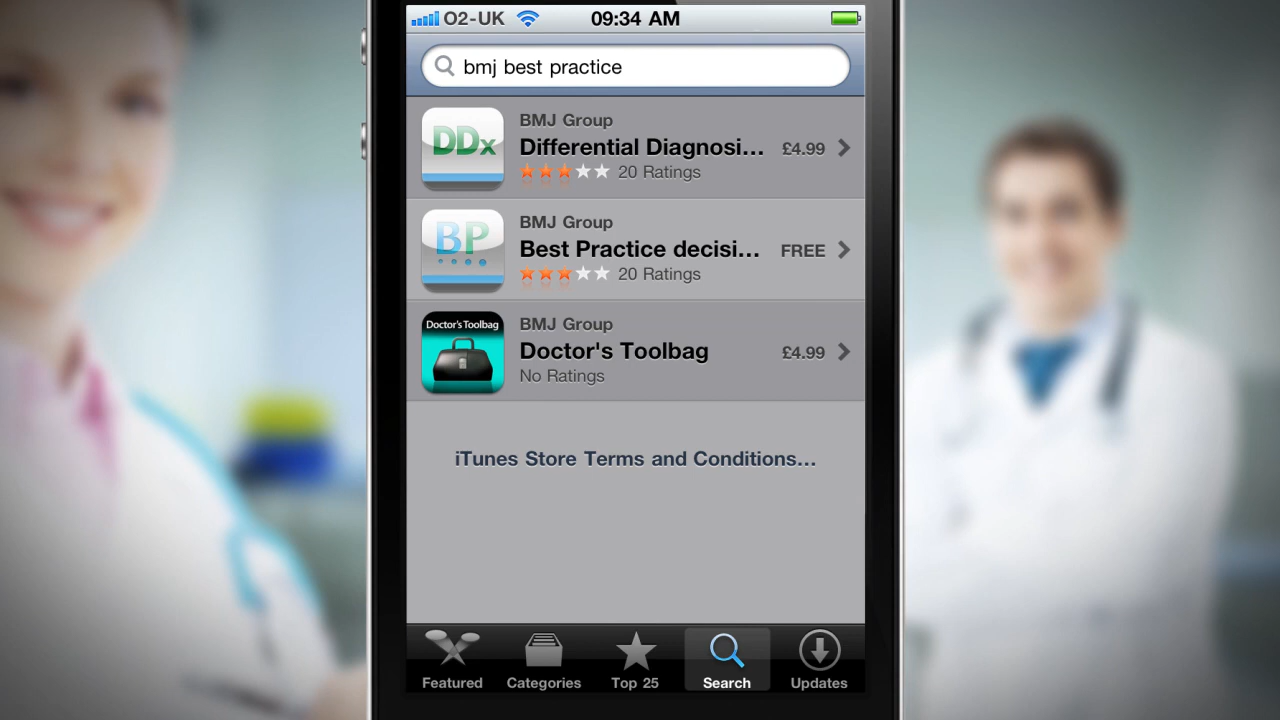 O2-UK 09:34 AM
bmj best practice
DDx
BMJ Group
Differential Diagnosi... £4.99
20 Ratings
BP
BMJ Group
Best Practice decisi... FREE
20 Ratings
Doctor's Toolbag
BMJ Group
Doctor's Toolbag £4.99
No Ratings
iTunes Store Terms and Conditions...
Featured Categories Top 25 Search Updates